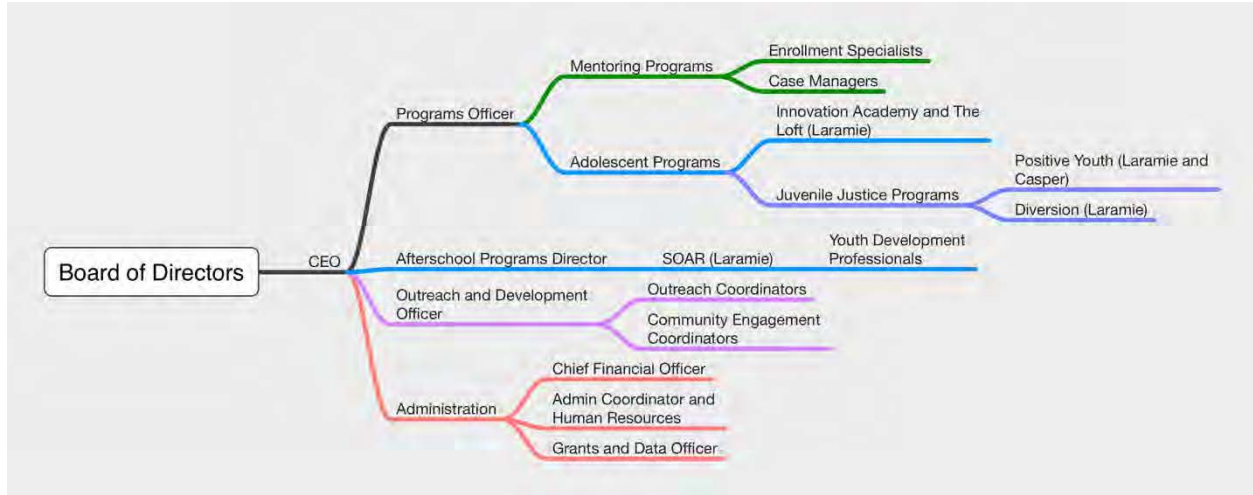 Board of Directors
CEO
Programs Officer
Mentoring Programs
Enrollment Specialists
Case Managers
Adolescent Programs
Innovation Academy and The
Loft (Laramie)
Juvenile Justice Programs
Positive Youth (Laramie and
Casper)
Diversion (Laramie)
Afterschool Programs Director
SOAR (Laramie)
Youth Development
Professionals
Outreach and Development
Officer
Outreach Coordinators
Community Engagement
Coordinators
Administration
Chief Financial Officer
Admin Coordinator and
Human Resources
Grants and Data Officer